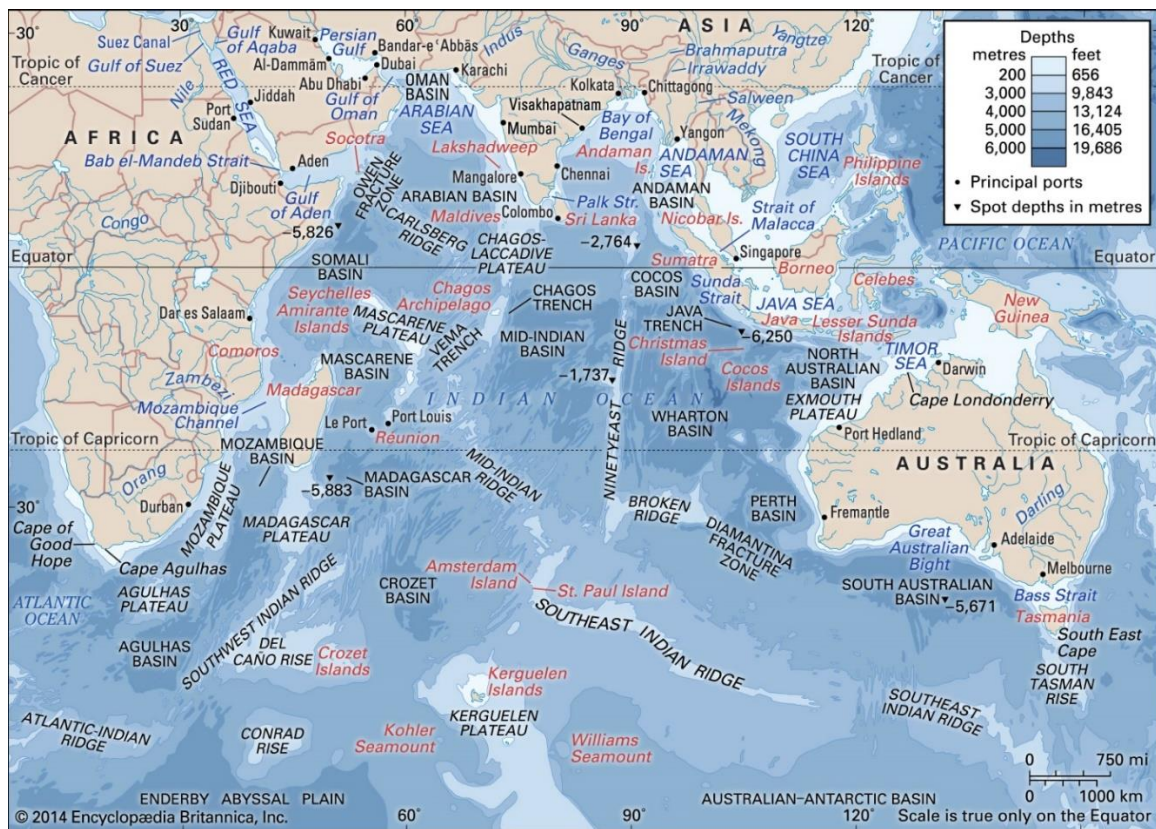 30°
60°
90°
120°
30°
ASIA
Suez Canal
Gulf of Aqaba
Kuwait
Persian Gulf
Bandar-e ʿAbbās
Indus
Ganges
Brahmaputra
Yangtze
Gulf of Suez
Al-Dammām
Dubai
Karachi
Irrawaddy
Tropic of Cancer
Abu Dhabi
OMAN BASIN
Kolkata
Chittagong
Tropic of Cancer
Nile
RED SEA
Jiddah
Gulf of Oman
ARABIAN SEA
Visakhapatnam
Salween
Port Sudan
Mumbai
Bay of Bengal
Yangon
Mekong
SOUTH CHINA SEA
AFRICA
Socotra
Lakshadweep
Andaman Is.
ANDAMAN SEA
Philippine Islands
Bab el-Mandeb Strait
Aden
OWEN FRACTURE ZONE
Mangalore
Chennai
ANDAMAN BASIN
Djibouti
Gulf of Aden
ARABIAN BASIN
Palk Str.
Maldives
Colombo
Sri Lanka
Nicobar Is.
Strait of Malacca
Congo
–5,826
CARLSBERG RIDGE
CHAGOS-LACCADIVE PLATEAU
–2,764
PACIFIC OCEAN
Equator
Sumatra
Singapore
Borneo
Equator
SOMALI BASIN
COCOS BASIN
Celebes
Seychelles
Amirante Islands
Chagos Archipelago
CHAGOS TRENCH
Sunda Strait
JAVA SEA
New Guinea
Dar es Salaam
MASCARENE PLATEAU
VEMA TRENCH
MID-INDIAN BASIN
JAVA TRENCH
Java
Lesser Sunda Islands
–6,250
Christmas Island
Comoros
MASCARENE BASIN
NORTH AUSTRALIAN BASIN
TIMOR SEA
Darwin
Zambezi
Madagascar
–1,737
Cocos Islands
EXMOUTH PLATEAU
Cape Londonderry
Mozambique Channel
INDIAN OCEAN
Le Port
Port Louis
Réunion
WHARTON BASIN
Port Hedland
Tropic of Capricorn
MOZAMBIQUE BASIN
Tropic of Capricorn
Orang
–5,883
MADAGASCAR BASIN
MID-INDIAN RIDGE
NINETYEAST RIDGE
AUSTRALIA
30°
Durban
MOZAMBIQUE PLATEAU
MADAGASCAR PLATEAU
BROKEN RIDGE
PERTH BASIN
Fremantle
Darling
30°
Cape of Good Hope
Cape Agulhas
DIAMANTINA FRACTURE ZONE
Great Australian Bight
Adelaide
Amsterdam Island
St. Paul Island
Melbourne
ATLANTIC OCEAN
AGULHAS PLATEAU
CROZET BASIN
SOUTH AUSTRALIAN BASIN
–5,671
Bass Strait
Tasmania
AGULHAS BASIN
SOUTHWEST INDIAN RIDGE
DEL CAÑO RISE
Crozet Islands
SOUTHEAST INDIAN RIDGE
South East Cape
Kerguelen Islands
SOUTH TASMAN RISE
ATLANTIC-INDIAN RIDGE
CONRAD RISE
Kohler Seamount
KERGUELEN PLATEAU
Williams Seamount
SOUTHEAST INDIAN RIDGE
ENDERBY ABYSSAL PLAIN
AUSTRALIAN–ANTARCTIC BASIN
30°
60°
90°
120°
© 2014 Encyclopædia Britannica, Inc.
Depths
metres feet
200 656
3,000 9,843
4,000 13,124
5,000 16,405
6,000 19,686
• Principal ports
▼ Spot depths in metres
0 750 mi
0 1000 km
Scale is true only on the Equator